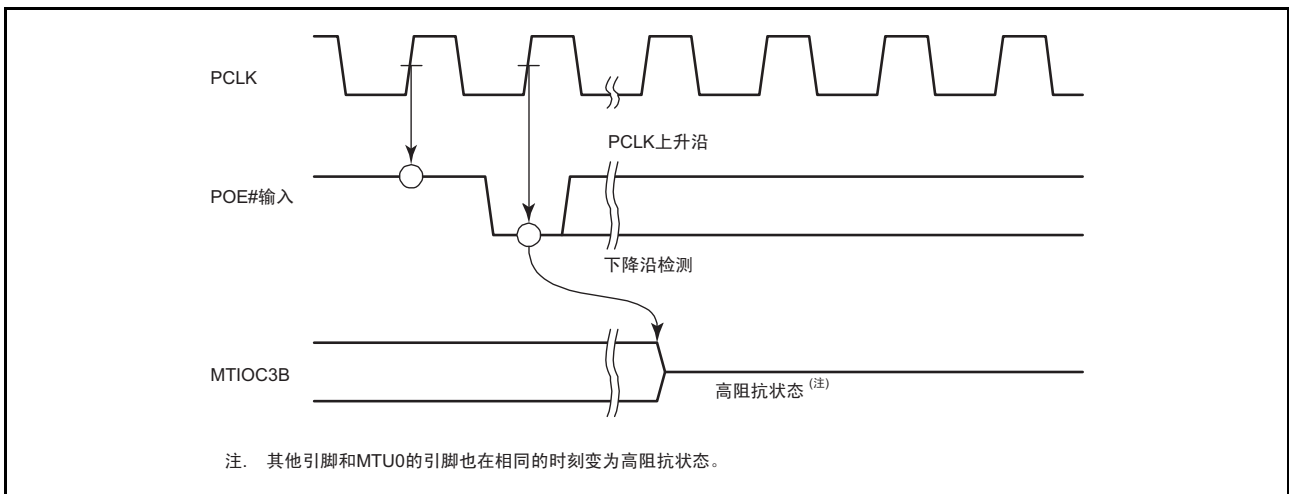 PCLK
PCLK上升沿
POE#输入
下降沿检测
MTIOC3B
高阻抗状态 (注)
注. 其他引脚和MTU0的引脚也在相同的时刻变为高阻抗状态。